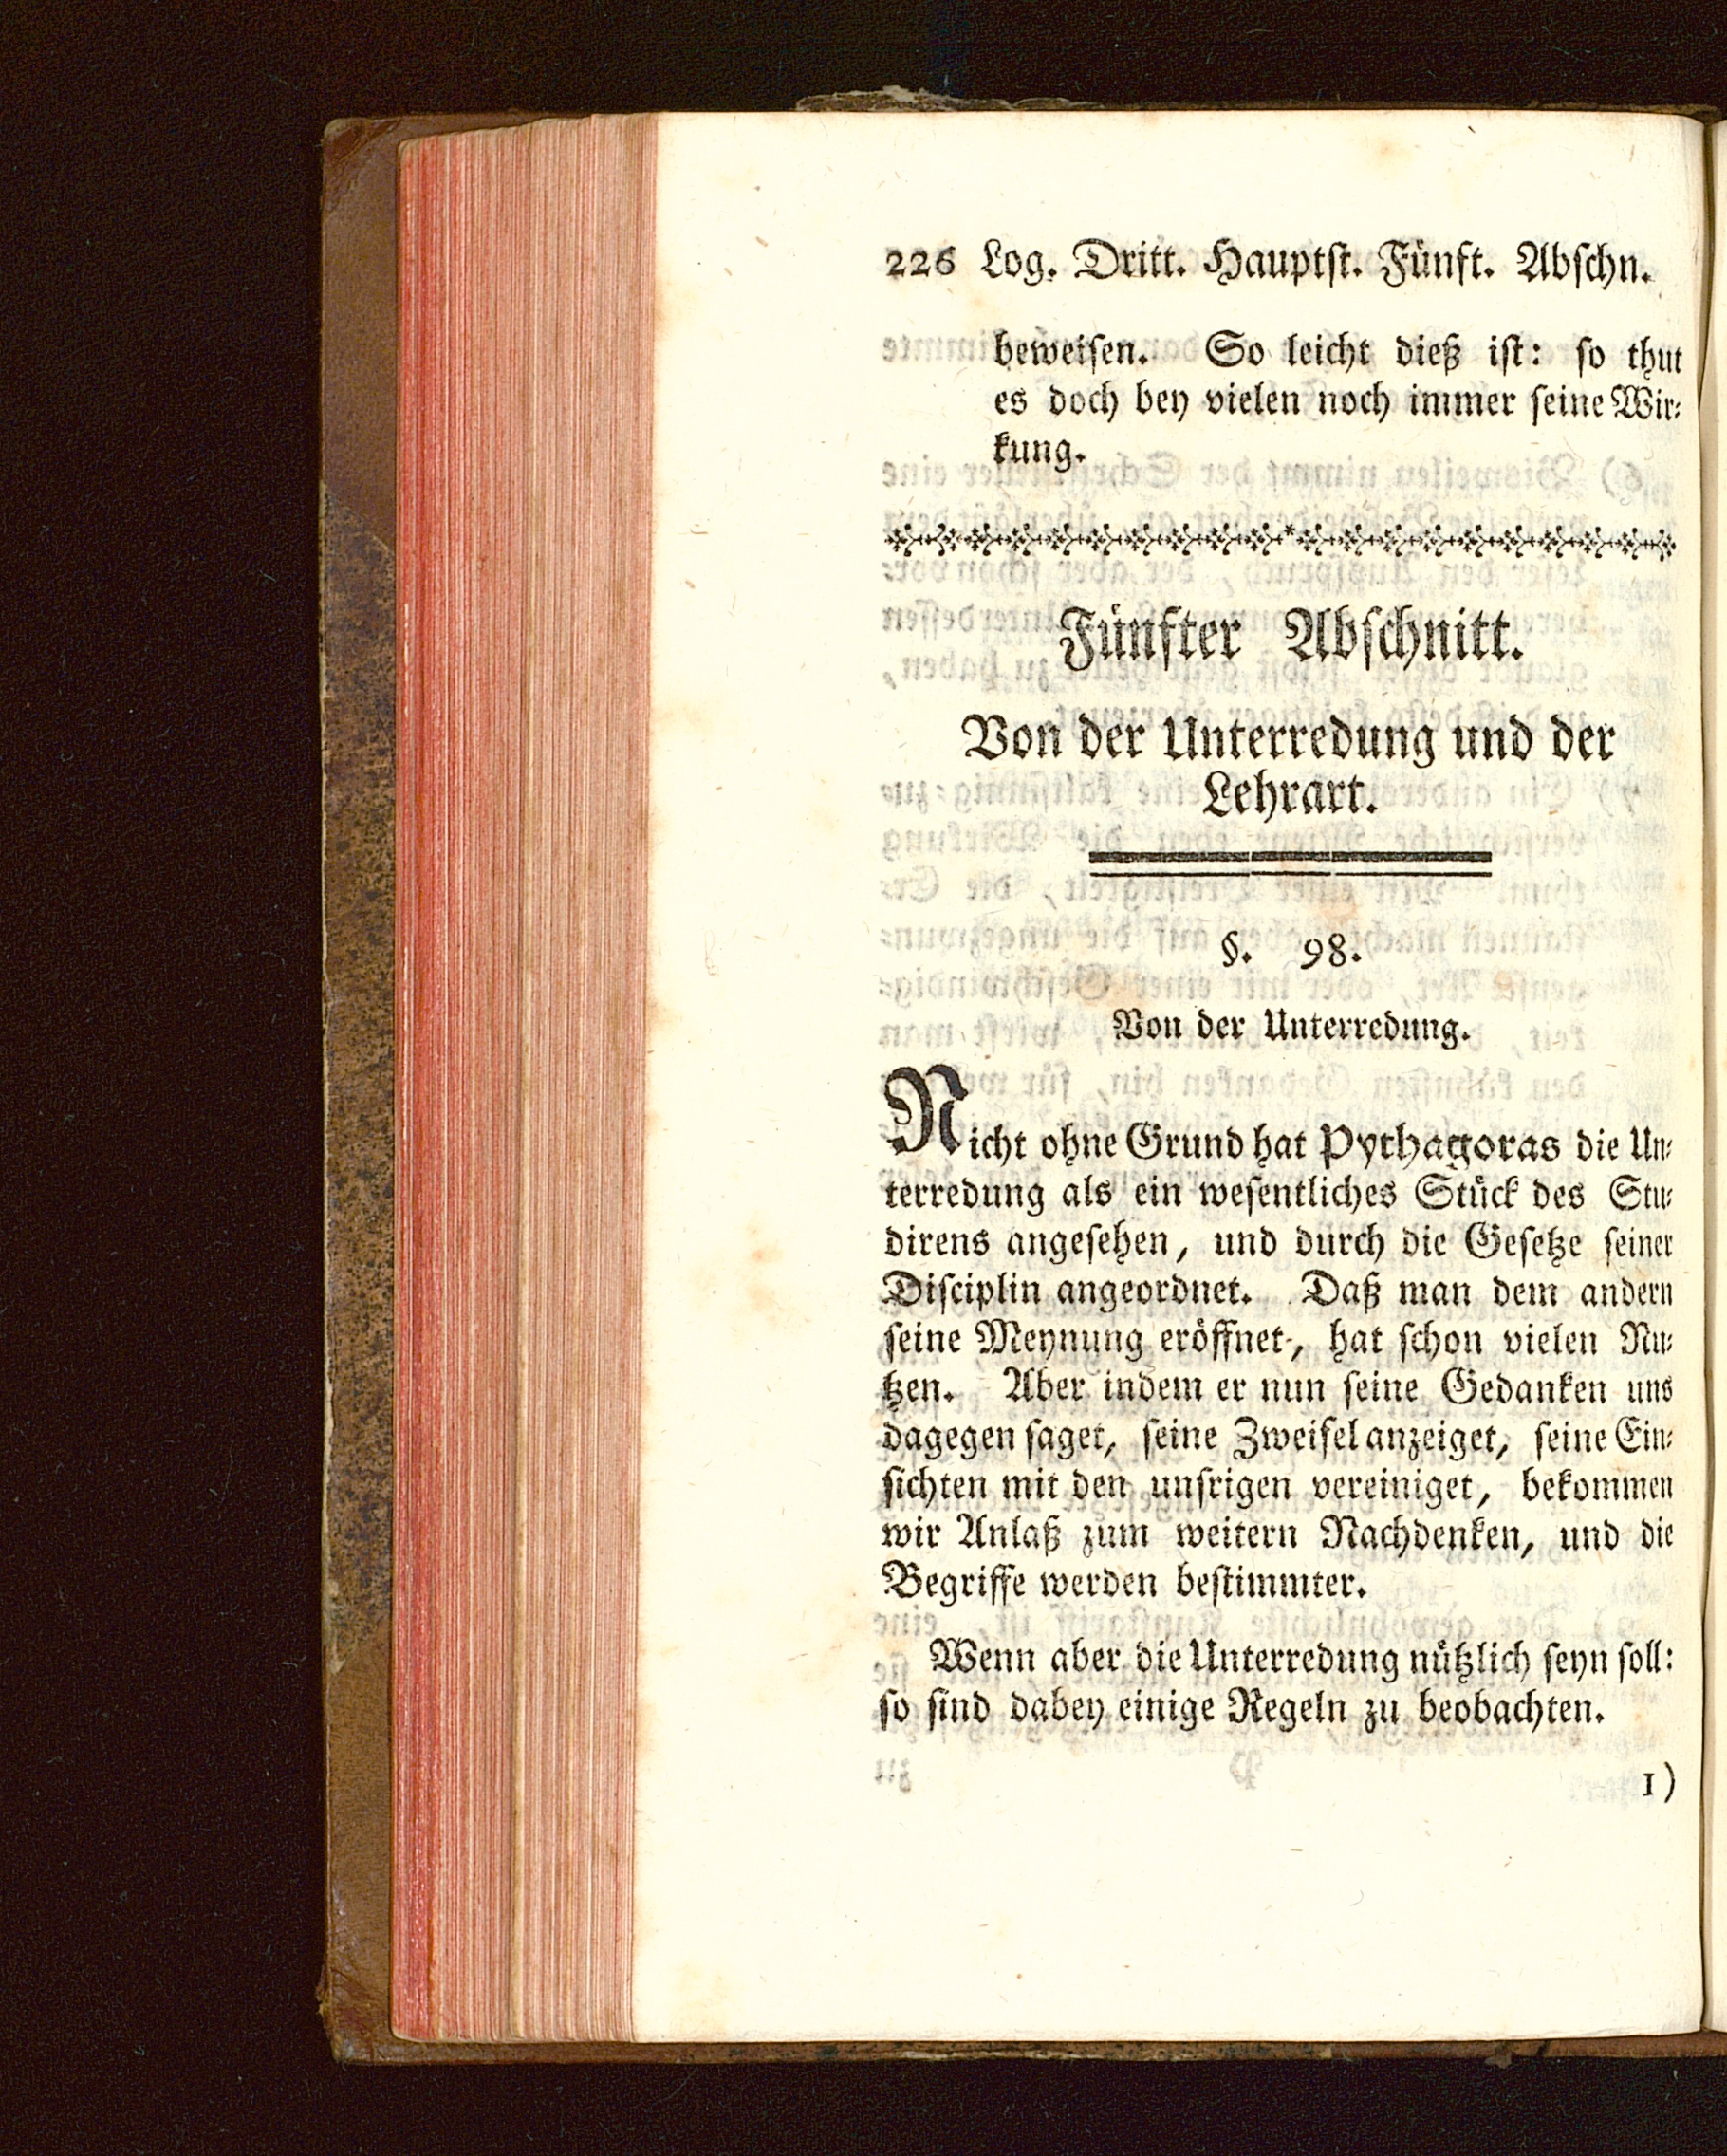 226 Log. Dritt. Hauptſt. Fünft. Abſchn.
beweiſen. So leicht dieß iſt: ſo thut
es doch bey vielen noch immer ſeine Wir⸗
kung.
Fünfter Abſchnitt.
Von der Unterredung und der
Lehrart.
§. 98.
Von der Unterredung.
Nicht ohne Grund hat Pythagoras die Un⸗
terredung als ein weſentliches Stück des Stu⸗
direns angeſehen, und durch die Geſetze ſeiner
Diſciplin angeordnet. Daß man dem andern
ſeine Meynung eröffnet, hat ſchon vielen Nu⸗
tzen. Aber indem er nun ſeine Gedanken uns
dagegen ſaget, ſeine Zweifel anzeiget, ſeine Ein⸗
ſichten mit den unſrigen vereiniget, bekommen
wir Anlaß zum weitern Nachdenken, und die
Begriffe werden beſtimmter.
Wenn aber die Unterredung nützlich ſeyn ſoll:
ſo ſind dabey einige Regeln zu beobachten.
1)